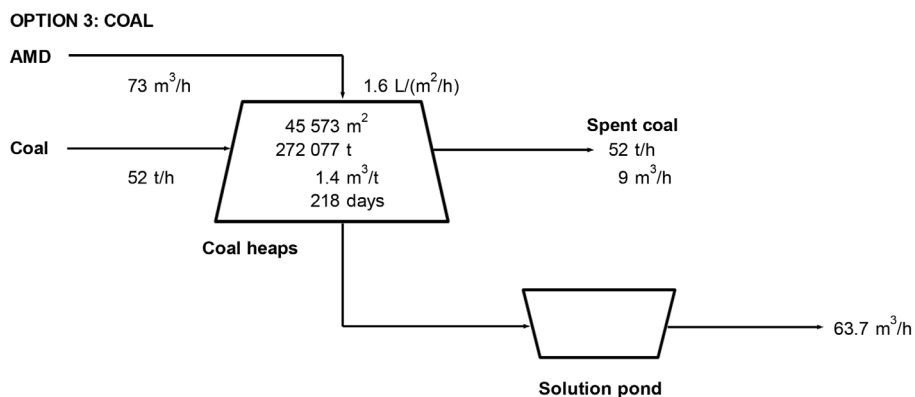 OPTION 3: COAL
AMD
73 m³/h
1.6 L/(m²/h)
45 573 m²
272 077 t
1.4 m³/t
218 days
Coal
52 t/h
Spent coal
52 t/h
9 m³/h
Coal heaps
63.7 m³/h
Solution pond